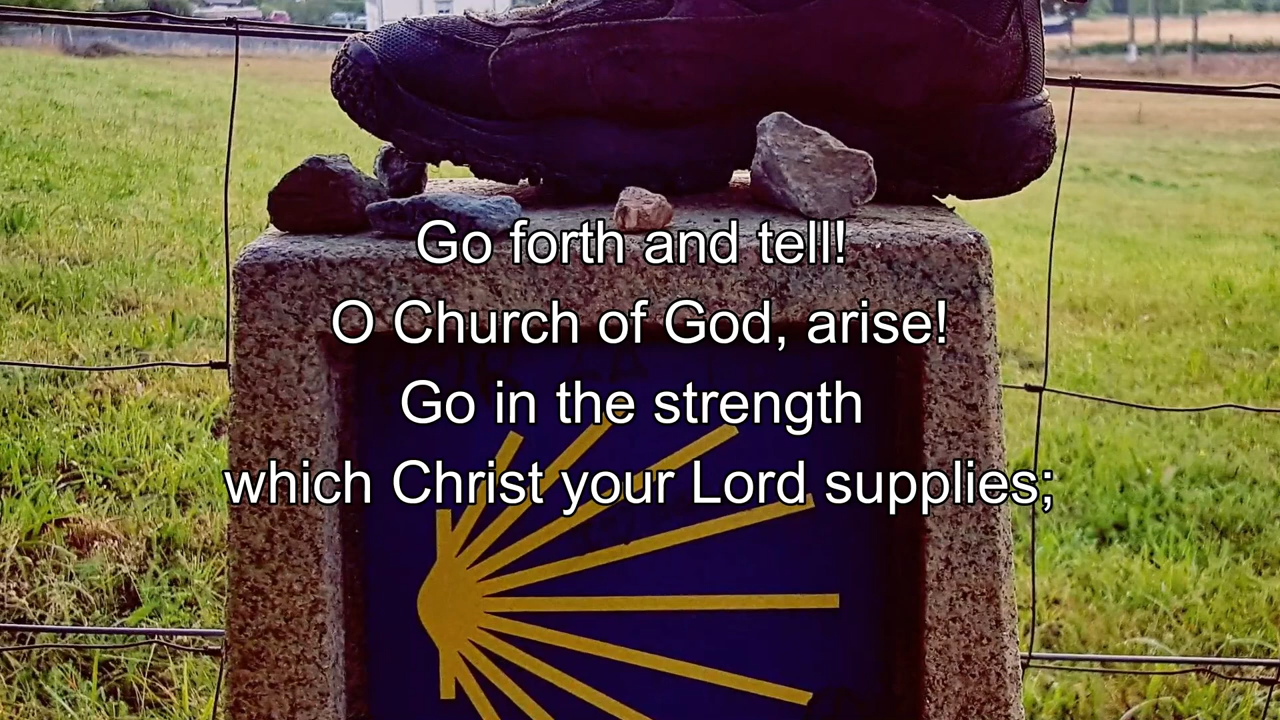 Go forth and tell!
O Church of God, arise!
Go in the strength
which Christ your Lord supplies;